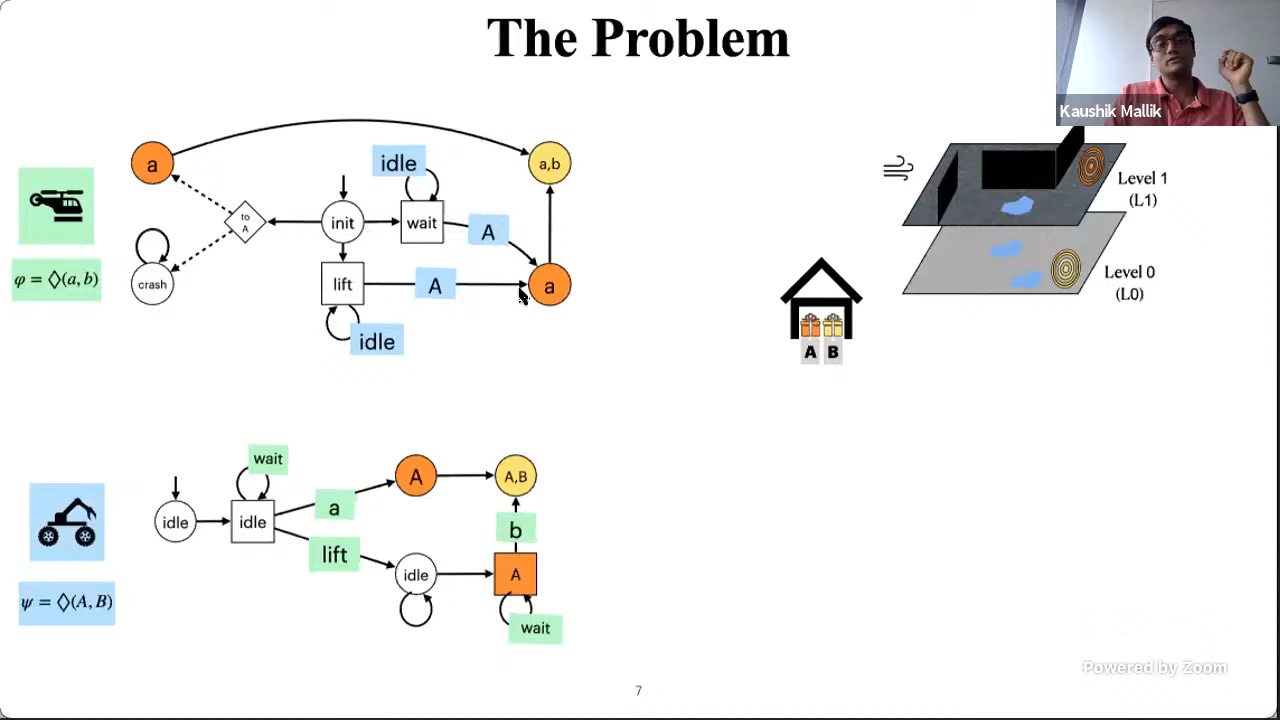 The Problem
Kaushik Mallik
a
idle
a,b
to
A
init
wait
A
φ = ◊(a, b)
crash
lift
A
a
idle
Level 1
(L1)
Level 0
(L0)
A B
wait
A
A,B
a
idle
idle
b
lift
idle
A
ψ = ◊(A, B)
wait
Powered by Zoom
7